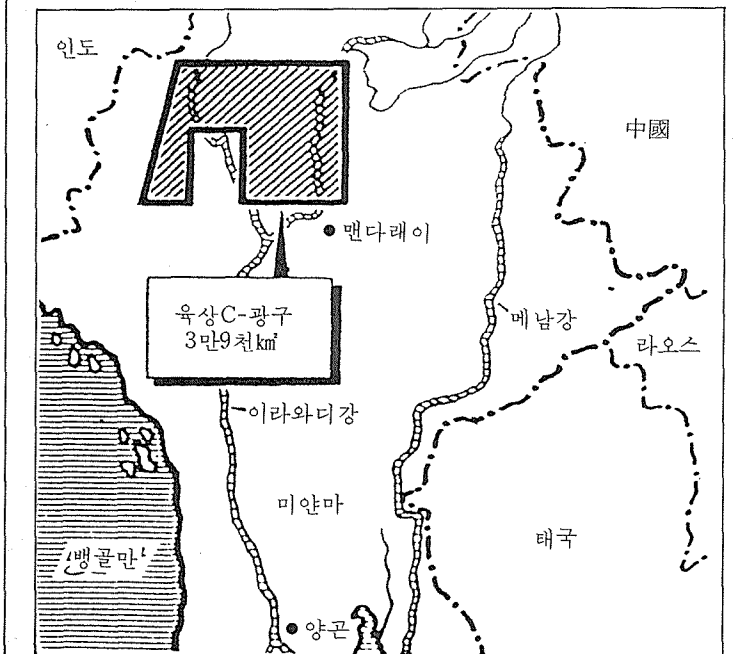 인도
中國
맨다래이
육상C-광구
3만9천㎢
메남강
라오스
이라와디강
미얀마
태국
뱅골만
양곤